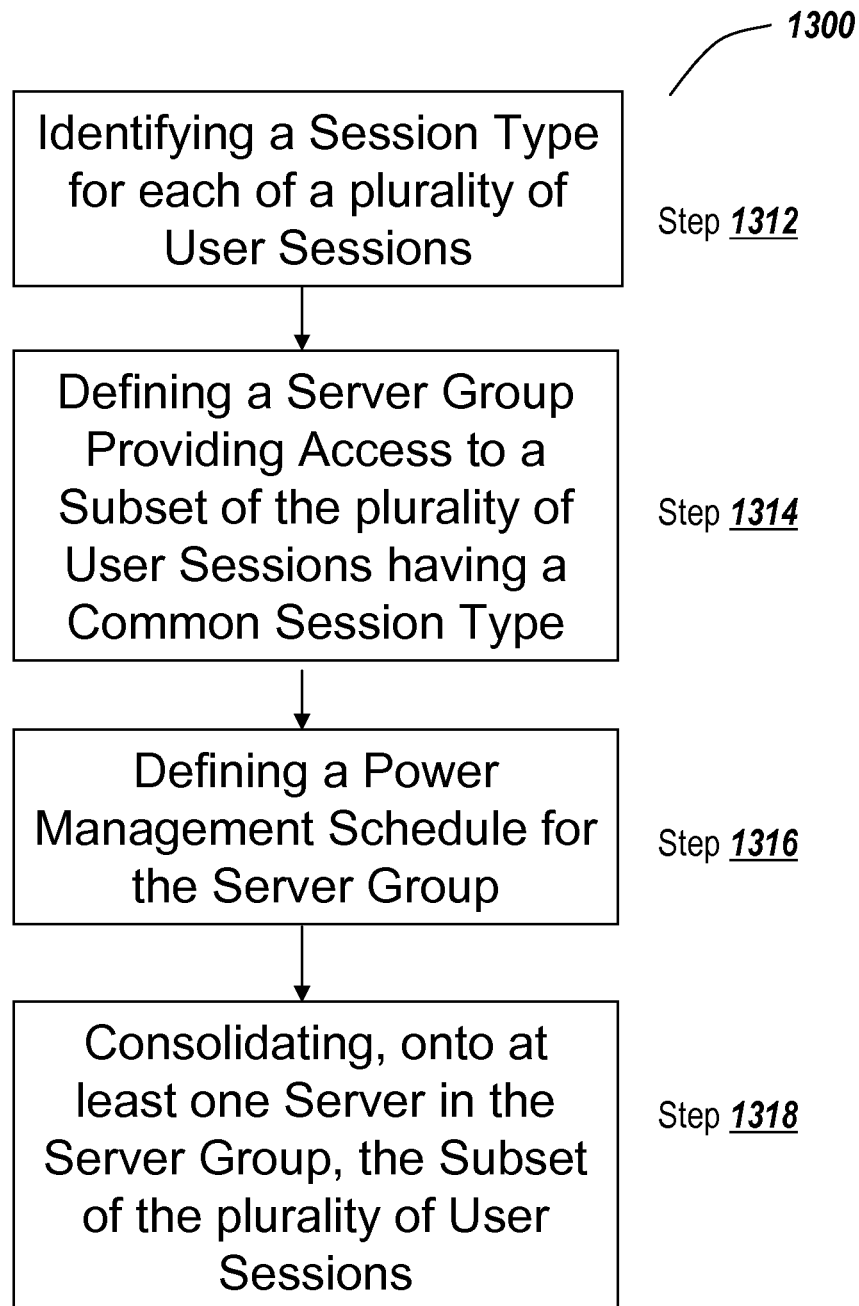 1300
Identifying a Session Type
for each of a plurality of
User Sessions
Step 1312
Defining a Server Group
Providing Access to a
Subset of the plurality of
User Sessions having a
Common Session Type
Step 1314
Defining a Power
Management Schedule for
the Server Group
Step 1316
Consolidating, onto at
least one Server in the
Server Group, the Subset
of the plurality of User
Sessions
Step 1318